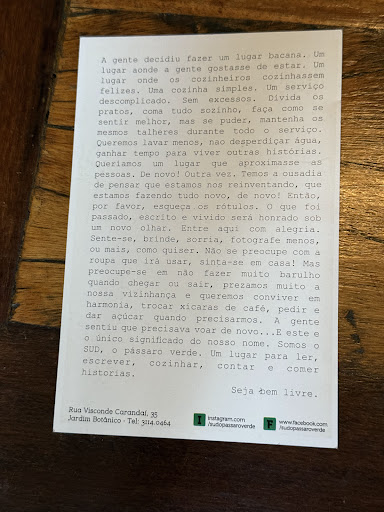 A gente decidiu fazer um lugar bacana. Um
lugar aonde a gente gostasse de estar. Um
lugar onde os cozinheiros cozinhassem
felizes. Uma cozinha simples. Um serviço
descomplicado. Sem excessos. Divida os
pratos, coma tudo sozinho, faça como se
sentir melhor, mas se puder, mantenha os
mesmos talheres durante todo o serviço.
Queremos lavar menos, nao desperdiçar água,
ganhar tempo para viver outras histórias.
Queriamos um lugar que aproximasse as
pessoas. De novo! Outra vez. Temos a ousadia
de pensar que estamos nos reinventando, que
estamos fazendo tudo novo, de novo! Então,
por favor, esqueça os rótulos. O que foi
passado, escrito e vivido será honrado sob
um novo olhar. Entre aqui com alegria.
Sente-se, brinde, sorria, fotografe menos,
ou mais, como quiser. Não se preocupe com a
roupa que irá usar, sinta-se em casa! Mas
preocupe-se em não fazer muito barulho
quando chegar ou sair, prezamos muito a
nossa vizinhança e queremos conviver em
harmonia, trocar xicaras de café, pedir e
dar açúcar quando precisarmos. A gente
sentiu que precisava voar de novo...E este e
o único significado do nosso nome. Somos o
SUD, o pássaro verde. Um lugar para ler,
escrever, cozinhar, contar e comer
historias.
Seja bem livre.
Rua Visconde Carandaí, 35
Jardim Botânico - Tel: 3114.0464
I
Instagram.com
/sudopassaroverde
F
www.facebook.com
/sudopassaroverde